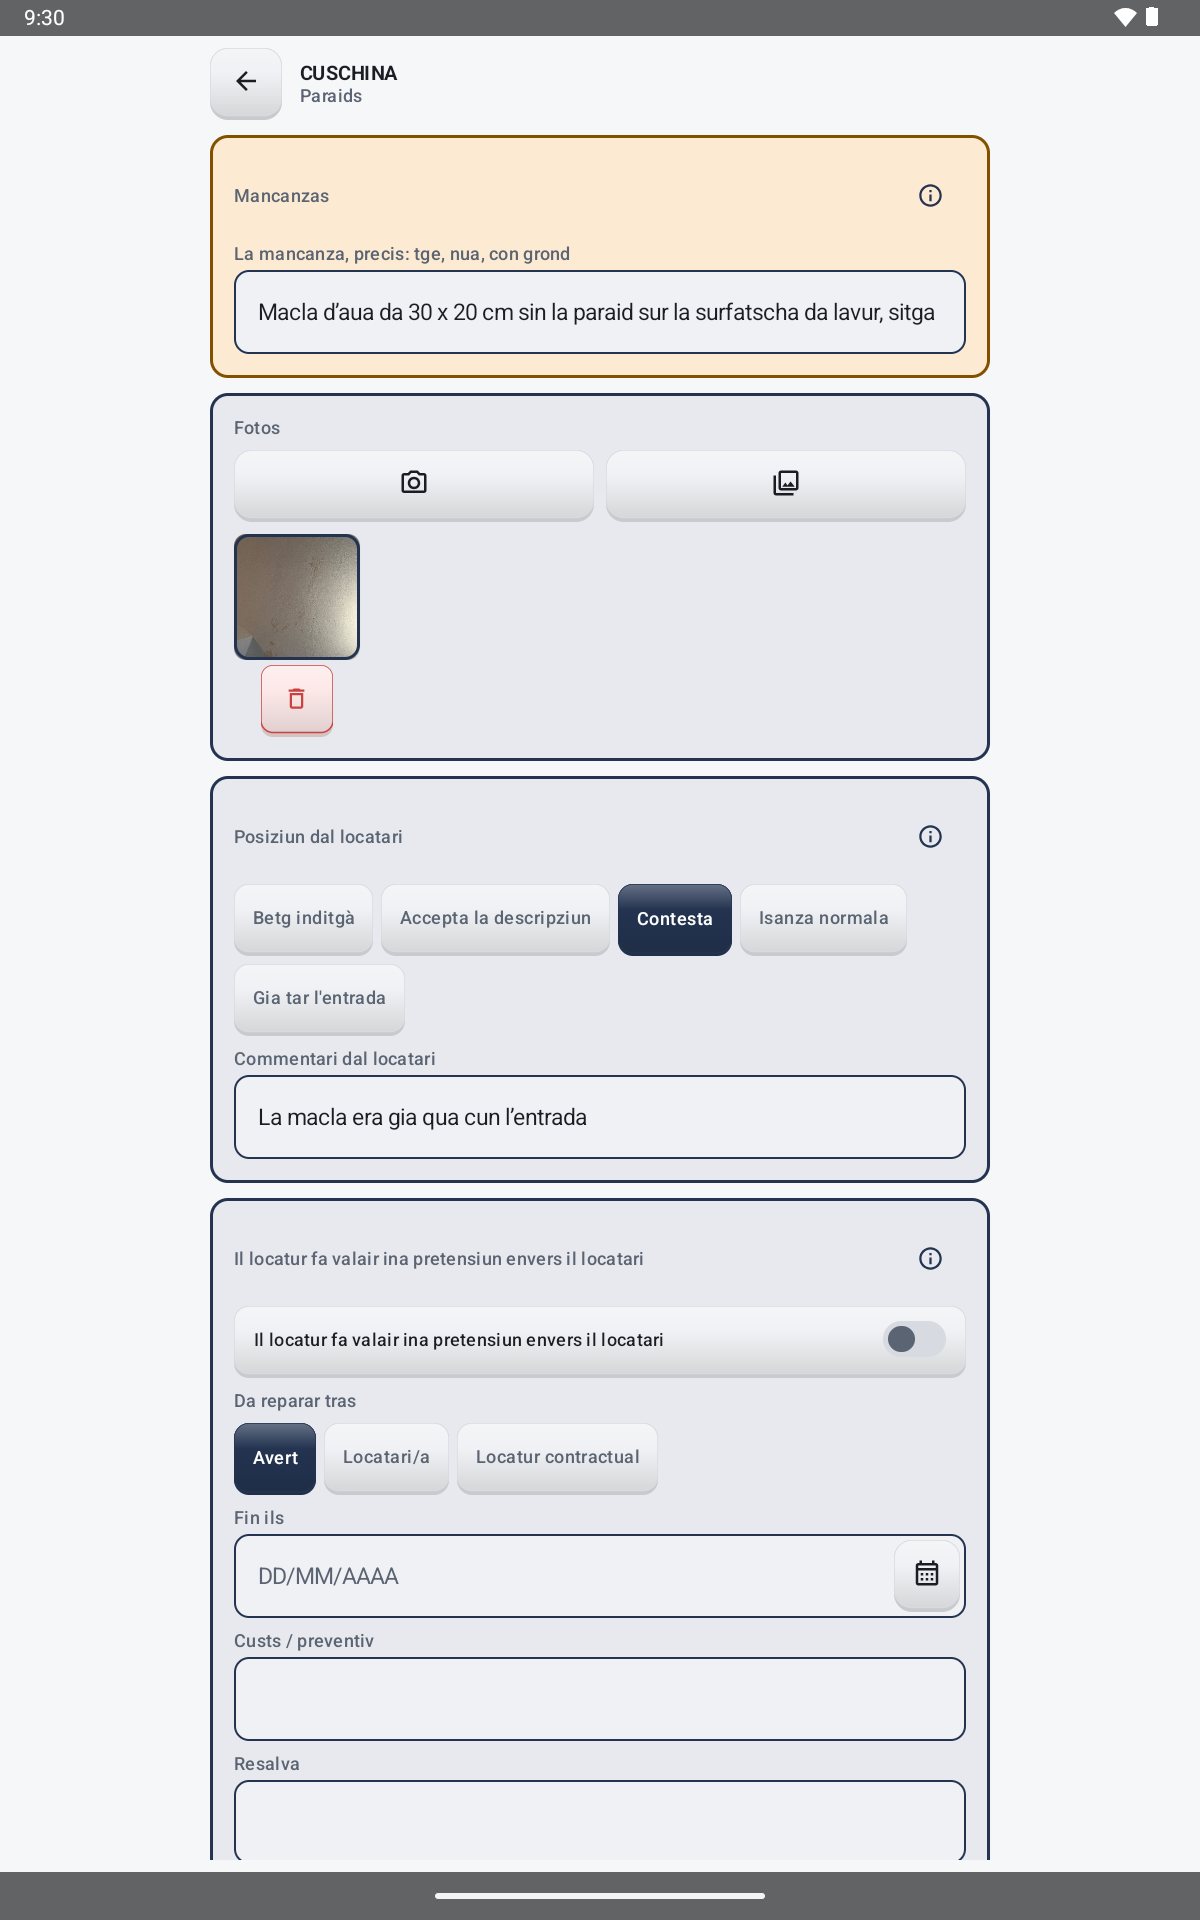 9:30
CUSCHINA
Paraids
Mancanzas
La mancanza, precis: tge, nua, con grond
Macla d’aua da 30 x 20 cm sin la paraid sur la surfatscha da lavur, sitga
Fotos
Posiziun dal locatari
Betg inditgà
Accepta la descripziun
Contesta
Isanza normala
Gia tar l'entrada
Commentari dal locatari
La macla era gia qua cun l’entrada
Il locatur fa valair ina pretensiun envers il locatari
Il locatur fa valair ina pretensiun envers il locatari
Da reparar tras
Avert
Locatari/a
Locatur contractual
Fin ils
DD/MM/AAAA
Custs / preventiv
Resalva